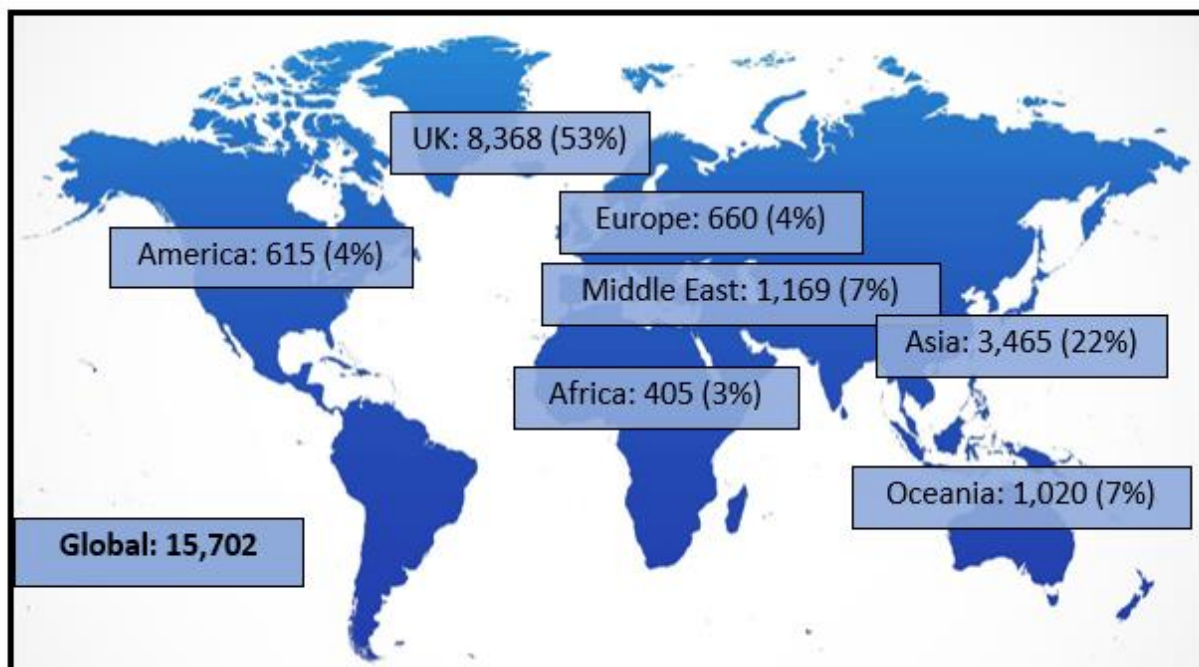 UK: 8,368 (53%)
Europe: 660 (4%)
America: 615 (4%)
Middle East: 1,169 (7%)
Asia: 3,465 (22%)
Africa: 405 (3%)
Oceania: 1,020 (7%)
Global: 15,702